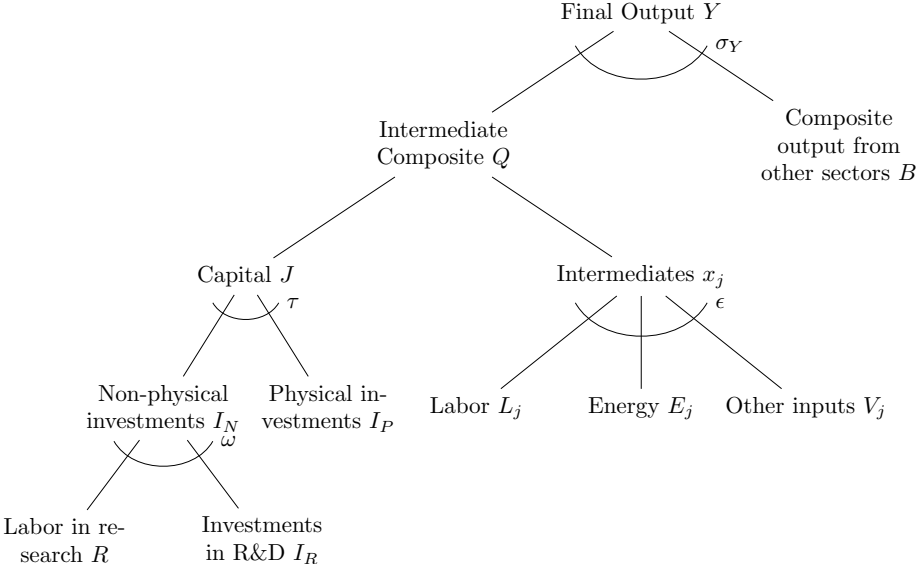 Final Output Y
σ_Y
Composite
output from
other sectors B
Intermediate
Composite Q
Capital J
τ
Intermediates x_j
ϵ
Non-physical
investments I_N
ω
Physical in-
vestments I_P
Labor L_j
Energy E_j
Other inputs V_j
Labor in re-
search R
Investments
in R&D I_R